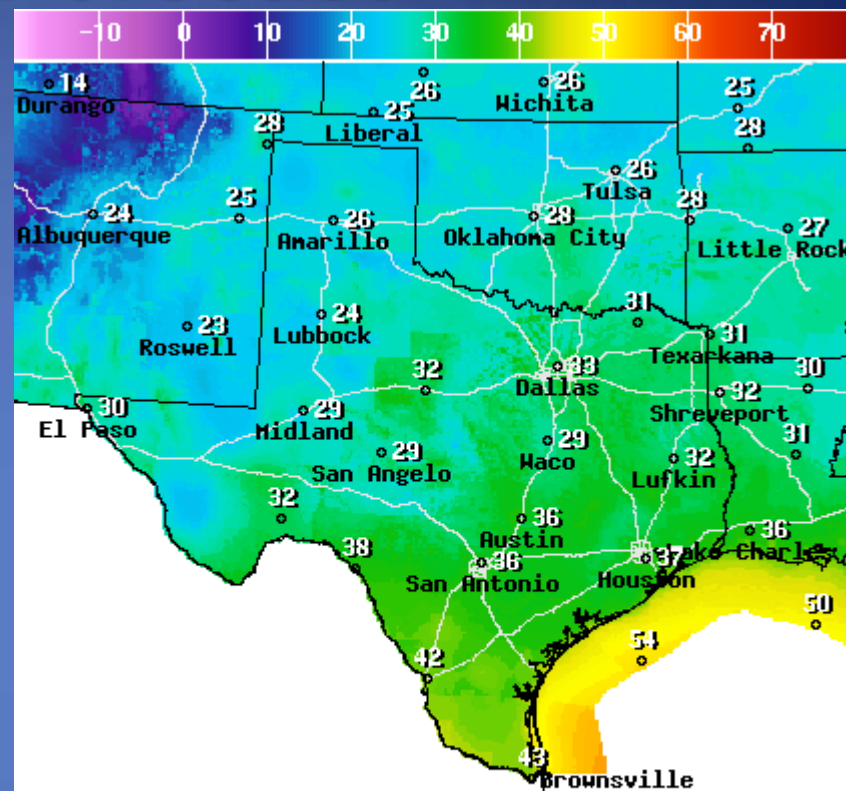 -10 0 10 20 30 40 50 60 70
14
Durango
26
26
Wichita
25
Liberal
25
28
28
26
Tulsa
24
Albuquerque
25
26
Amarillo
28
Oklahoma City
28
27
Little Rock
23
Roswell
24
Lubbock
31
31
Texarkana
33
Dallas
32
32
Shreveport
30
30
El Paso
29
Midland
29
San Angelo
29
Waco
32
Lufkin
31
32
36
Austin
36
Lake Charles
38
36
San Antonio
37
Houston
50
54
42
43
Brownsville